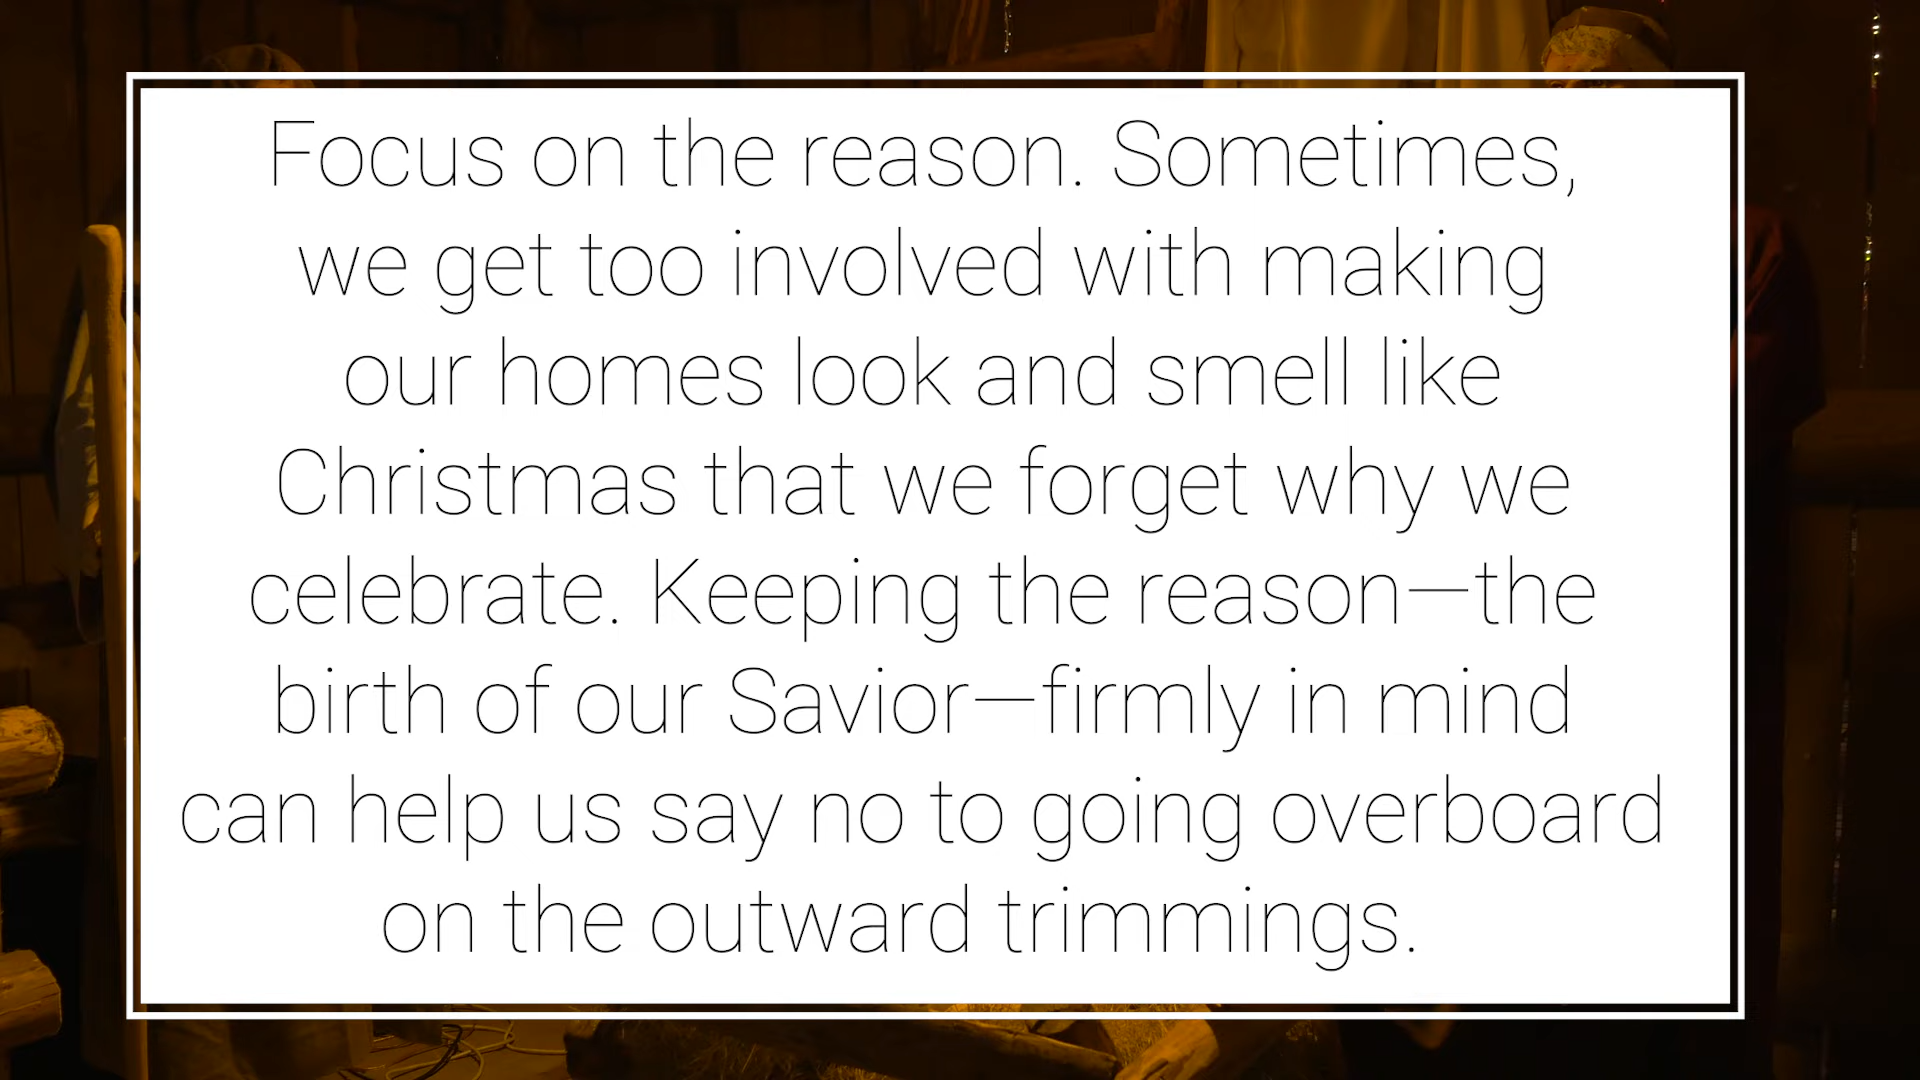 Focus on the reason. Sometimes,
we get too involved with making
our homes look and smell like
Christmas that we forget why we
celebrate. Keeping the reason—the
birth of our Savior—firmly in mind
can help us say no to going overboard
on the outward trimmings.